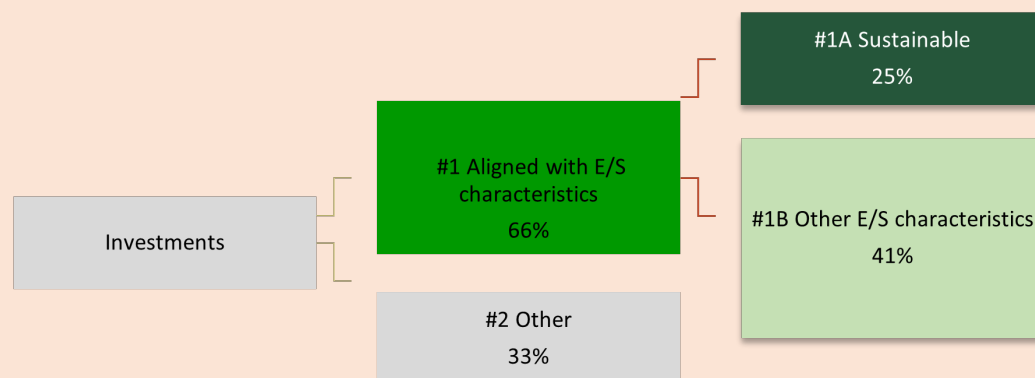 Investments
#1 Aligned with E/S
characteristics
66%
#2 Other
33%
#1A Sustainable
25%
#1B Other E/S characteristics
41%